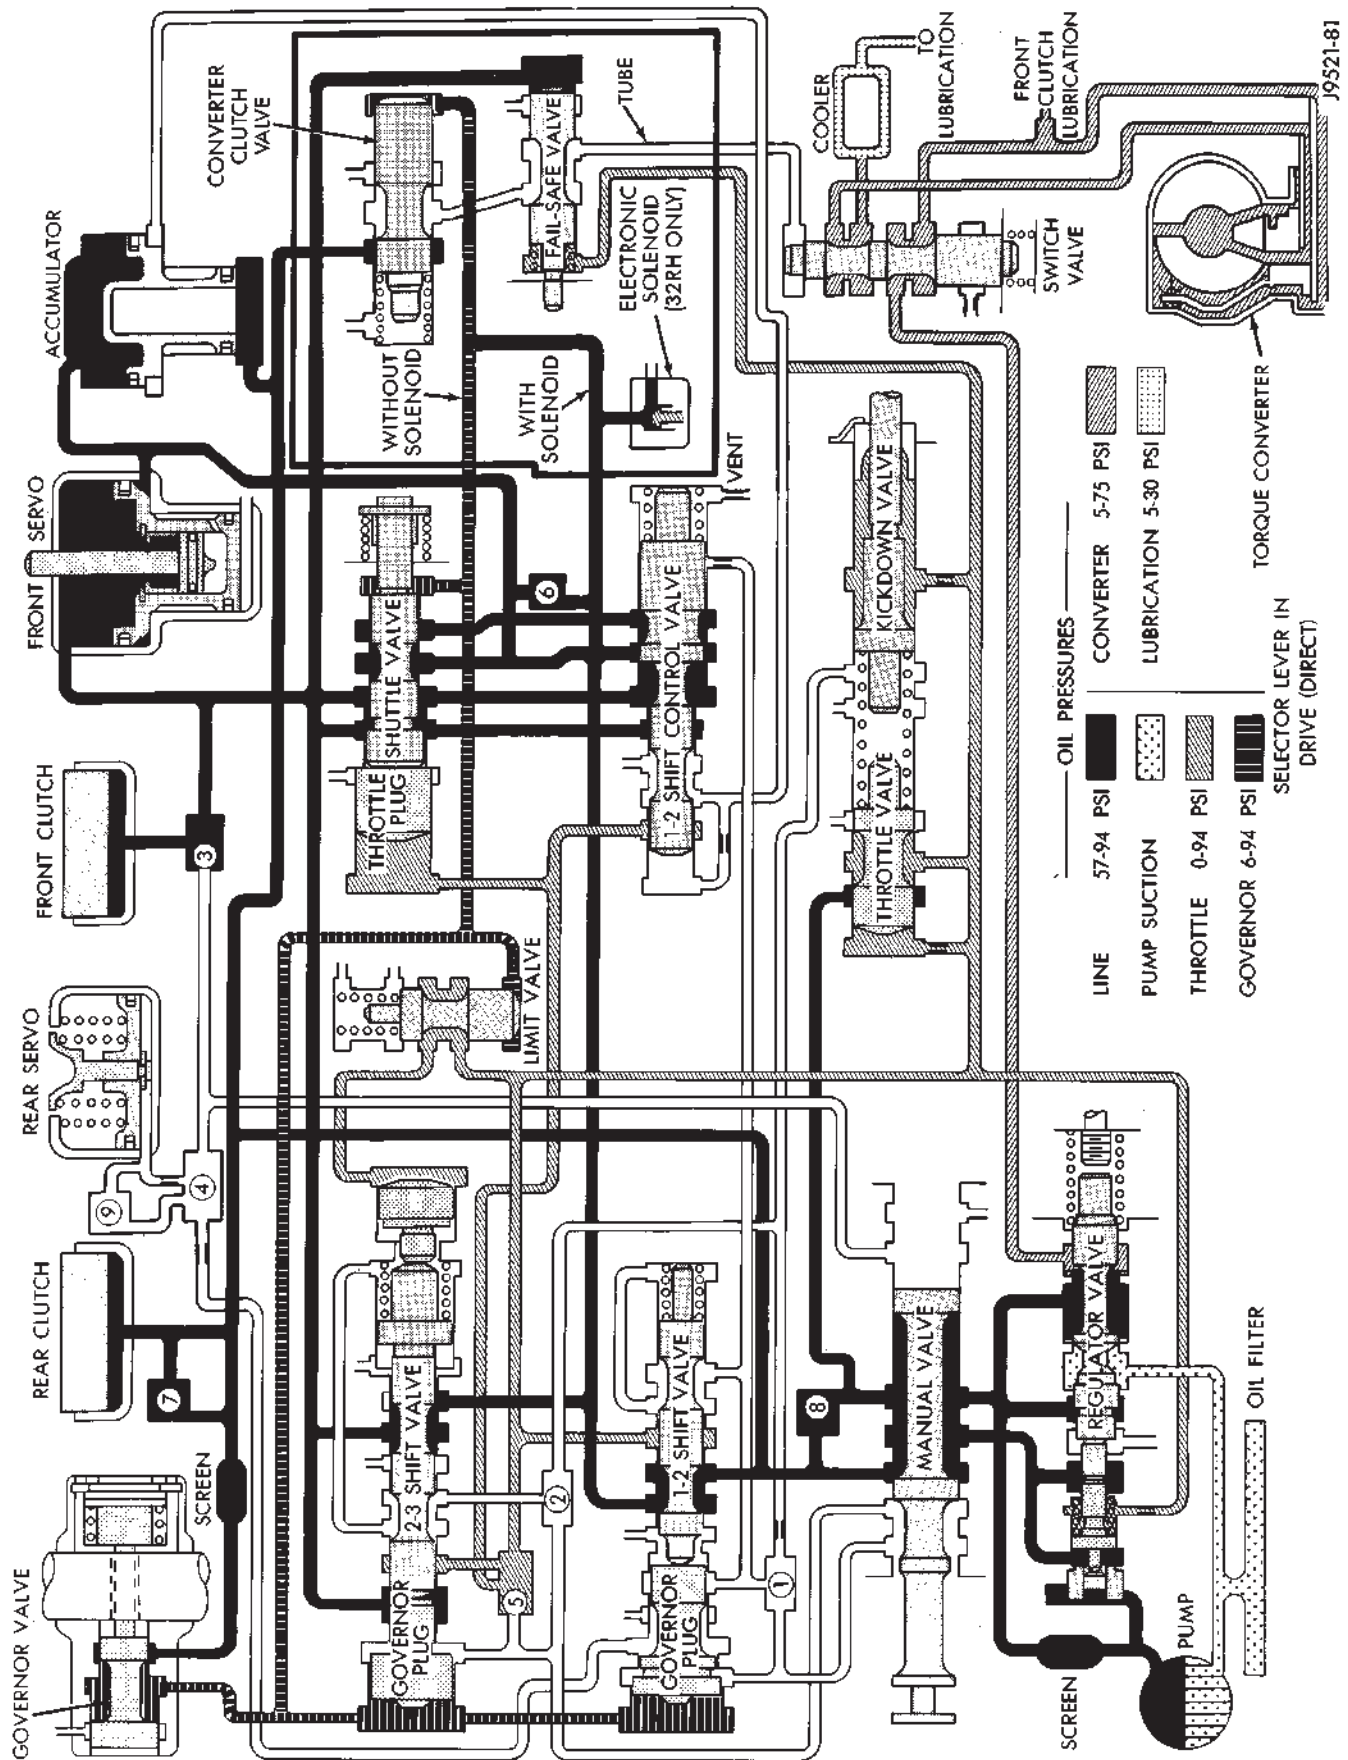 GOVERNOR VALVE
SCREEN
REAR CLUTCH
7
REAR SERVO
9
4
FRONT CLUTCH
3
FRONT SERVO
ACCUMULATOR
CONVERTER
CLUTCH
VALVE
GOVERNOR
PLUG
2-3 SHIFT VALVE
5
LIMIT VALVE
THROTTLE
PLUG
SHUTTLE VALVE
WITHOUT
SOLENOID
FAIL-SAFE VALVE
TUBE
WITH
SOLENOID
ELECTRONIC
SOLENOID
(32RH ONLY)
6
VENT
2
GOVERNOR
PLUG
1-2 SHIFT VALVE
1
1-2 SHIFT CONTROL VALVE
COOLER
TO
LUBRICATION
FRONT
CLUTCH
LUBRICATION
SWITCH
VALVE
8
MANUAL VALVE
THROTTLE VALVE
KICKDOWN VALVE
SCREEN
PUMP
REGULATOR VALVE
OIL FILTER
OIL PRESSURES
LINE 57-94 PSI
PUMP SUCTION
THROTTLE 0-94 PSI
GOVERNOR 6-94 PSI
CONVERTER 5-75 PSI
LUBRICATION 5-30 PSI
SELECTOR LEVER IN
DRIVE (DIRECT)
TORQUE CONVERTER
J9521-81